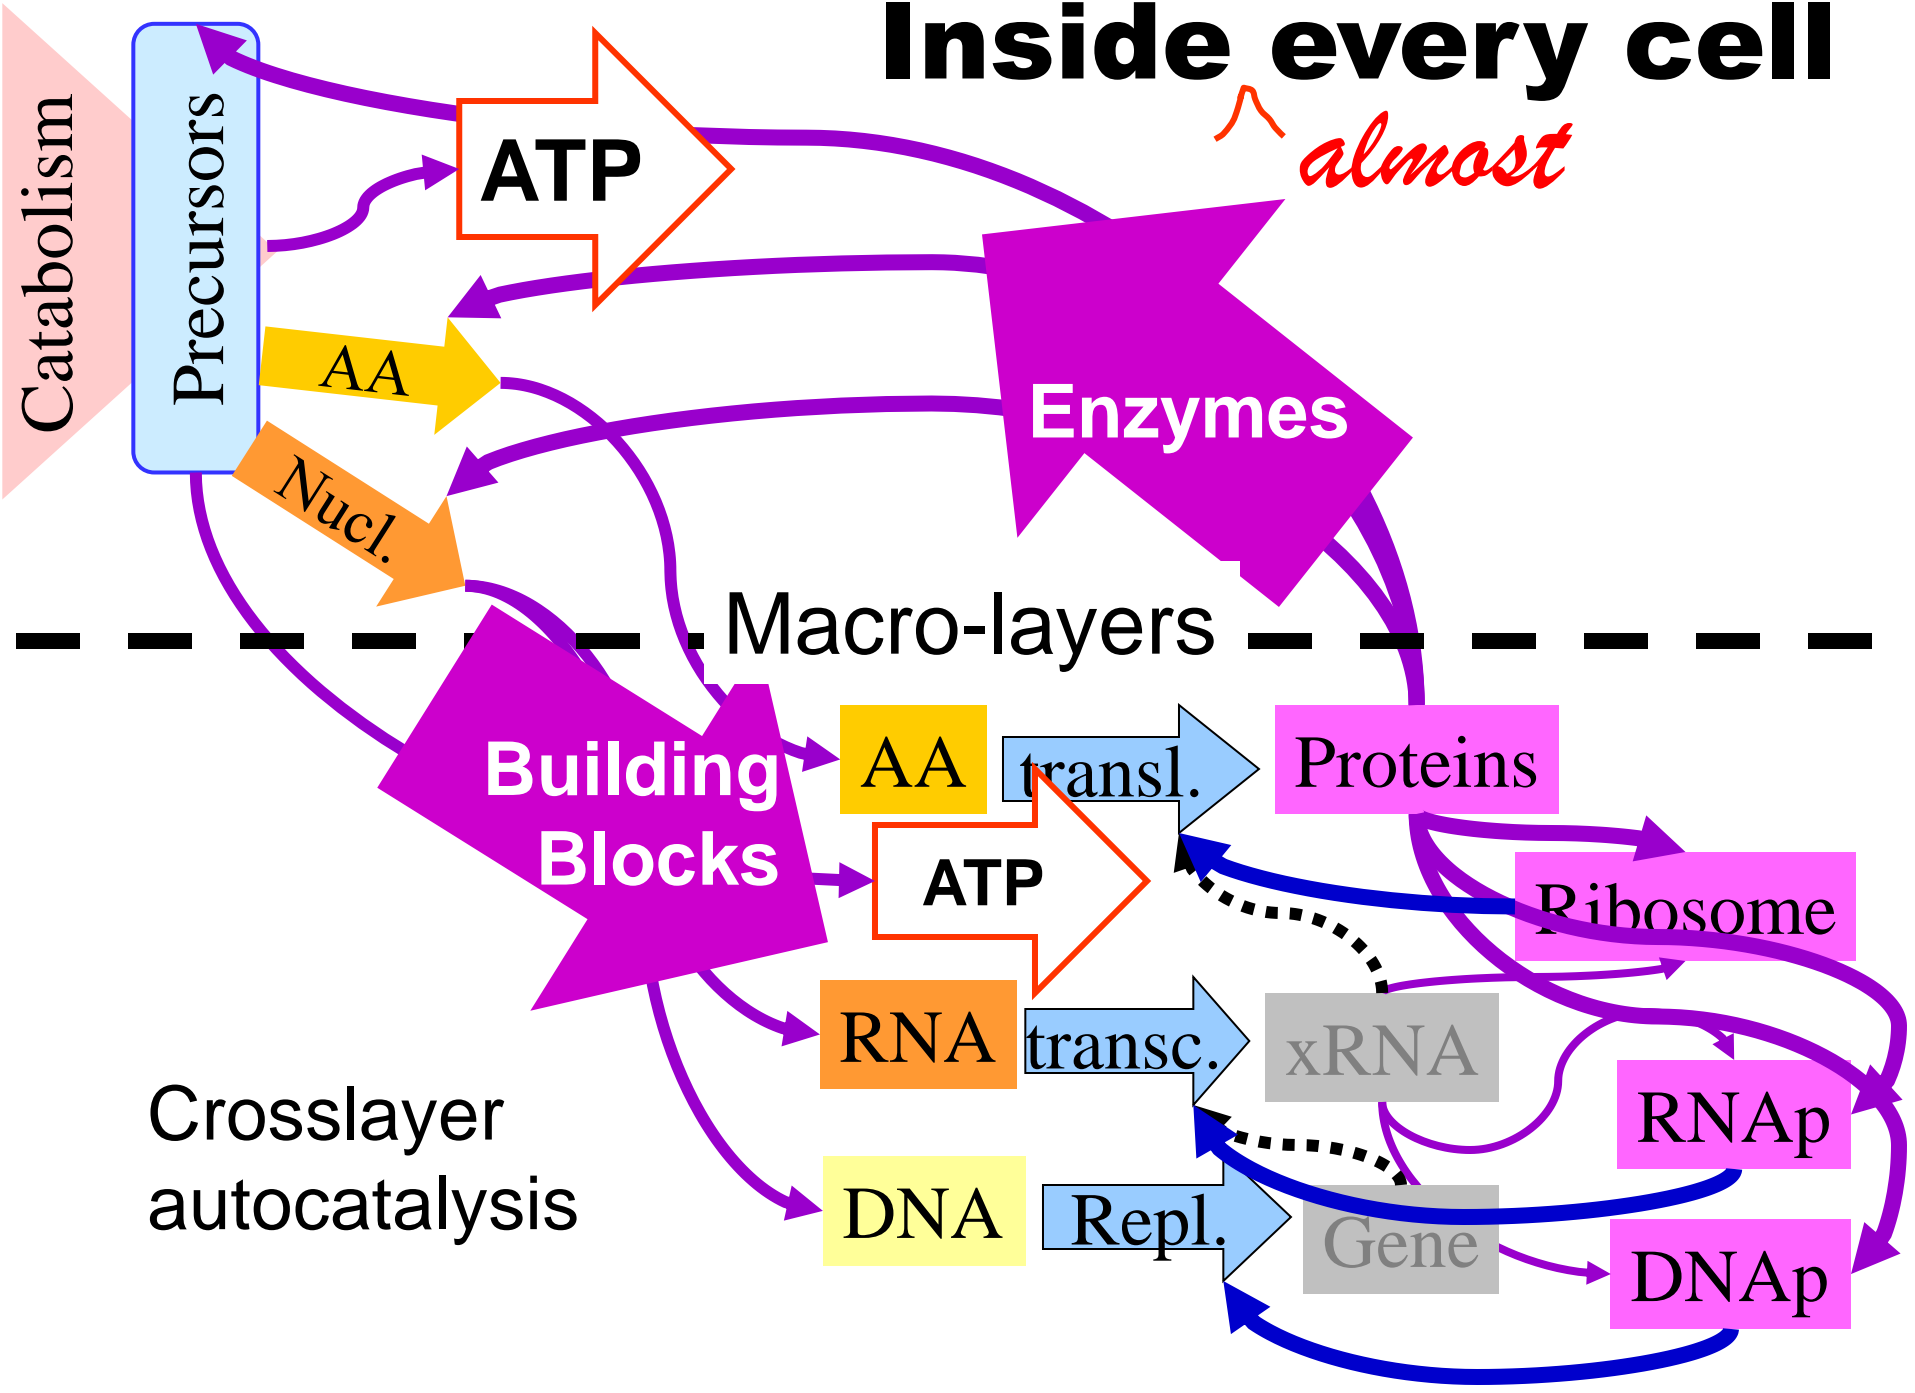 Inside every cell
almost
Catabolism
Precursors
ATP
AA
Nucl.
Enzymes
Macro-layers
Building
Blocks
AA
transl.
Proteins
ATP
Ribosome
RNA
transc.
xRNA
RNAp
Crosslayer
autocatalysis
DNA
Repl.
Gene
DNAp